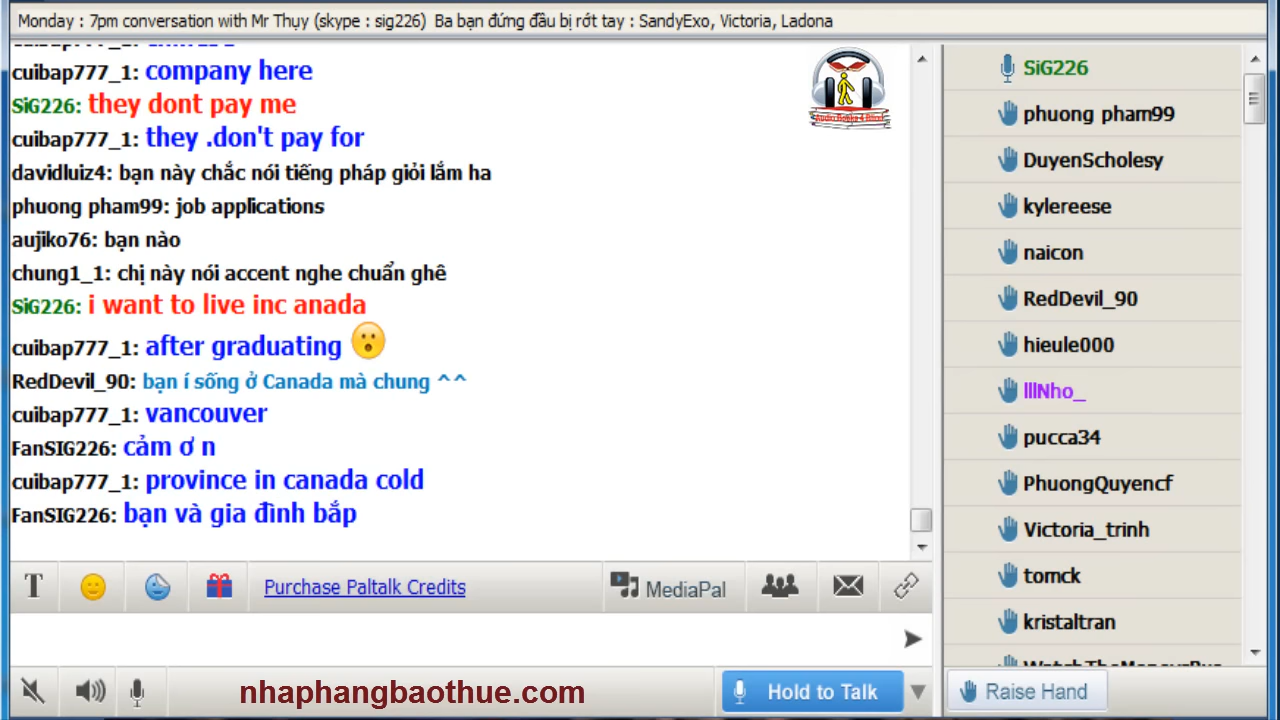 Monday : 7pm conversation with Mr Thụy (skype : sig226) Ba bạn đứng đầu bị rớt tay : SandyExo, Victoria, Ladona
cuibap777_1: company here
SiG226: they dont pay me
cuibap777_1: they .don't pay for
davidluiz4: bạn này chắc nói tiếng pháp giỏi lắm ha
phuong pham99: job applications
aujiko76: bạn nào
chung1_1: chị này nói accent nghe chuẩn ghê
SiG226: i want to live inc anada
cuibap777_1: after graduating
RedDevil_90: bạn í sống ở Canada mà chung ^^
cuibap777_1: vancouver
FanSIG226: cảm ơ n
cuibap777_1: province in canada cold
FanSIG226: bạn và gia đình bắp
SiG226
phuong pham99
DuyenScholesy
kylereese
naicon
RedDevil_90
hieule000
lllNho_
pucca34
PhuongQuyencf
Victoria_trinh
tomck
kristaltran
T
Purchase Paltalk Credits
MediaPal
nhaphangbaothue.com
Hold to Talk
Raise Hand